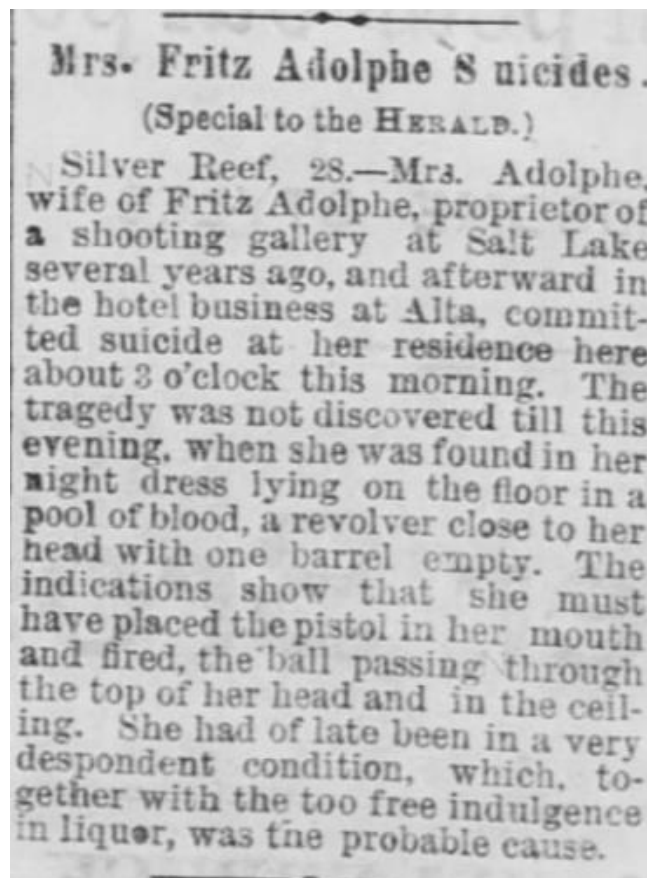 Mrs. Fritz Adolphe Suicides.
(Special to the HERALD.)
Silver Reef, 28.—Mrs. Adolphe,
wife of Fritz Adolphe, proprietor of
a shooting gallery at Salt Lake
several years ago, and afterward in
the hotel business at Alta, commit-
ted suicide at her residence here
about 3 o'clock this morning. The
tragedy was not discovered till this
evening, when she was found in her
night dress lying on the floor in a
pool of blood, a revolver close to her
head with one barrel empty. The
indications show that she must
have placed the pistol in her mouth
and fired, the ball passing through
the top of her head and in the ceil-
ing. She had of late been in a very
despondent condition, which, to-
gether with the too free indulgence
in liquor, was the probable cause.